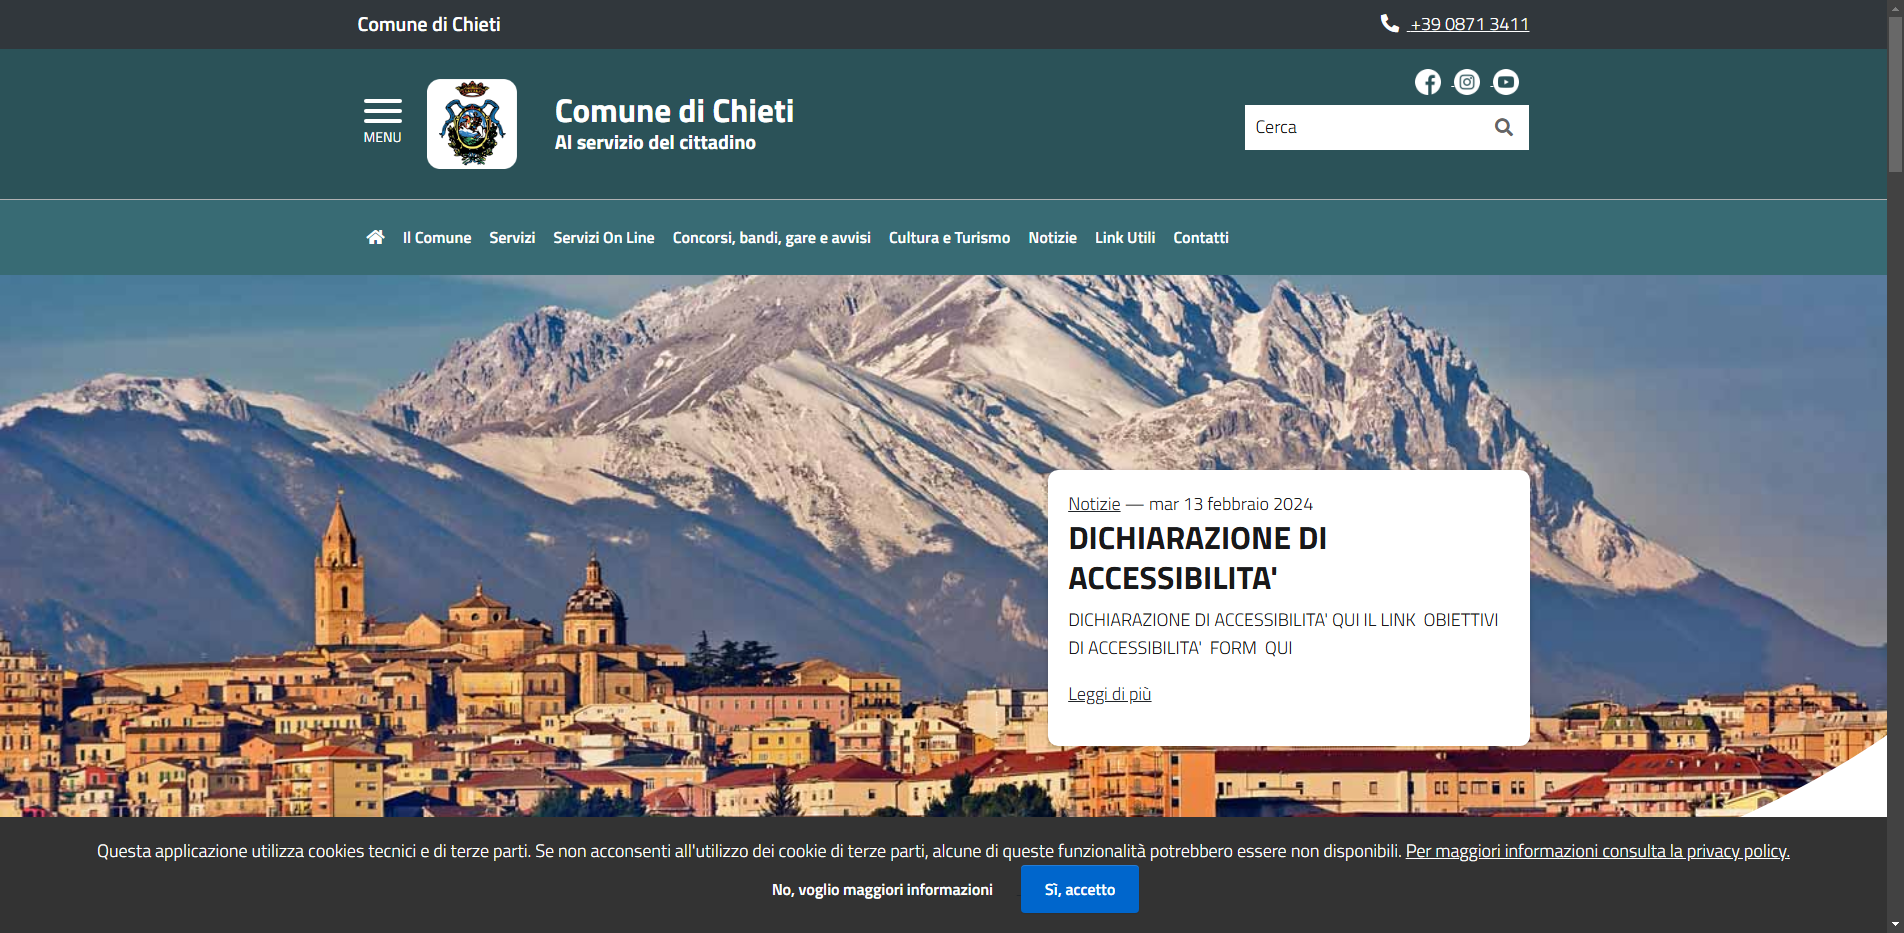 Comune di Chieti
+39 0871 3411
MENU
Comune di Chieti
Al servizio del cittadino
Cerca
Il Comune Servizi Servizi On Line Concorsi, bandi, gare e avvisi Cultura e Turismo Notizie Link Utili Contatti
Notizie — mar 13 febbraio 2024
DICHIARAZIONE DI
ACCESSIBILITA'
DICHIARAZIONE DI ACCESSIBILITA' QUI IL LINK OBIETTIVI
DI ACCESSIBILITA' FORM QUI
Leggi di più
Questa applicazione utilizza cookies tecnici e di terze parti. Se non acconsenti all'utilizzo dei cookie di terze parti, alcune di queste funzionalità potrebbero essere non disponibili. Per maggiori informazioni consulta la privacy policy.
No, voglio maggiori informazioni
Sì, accetto